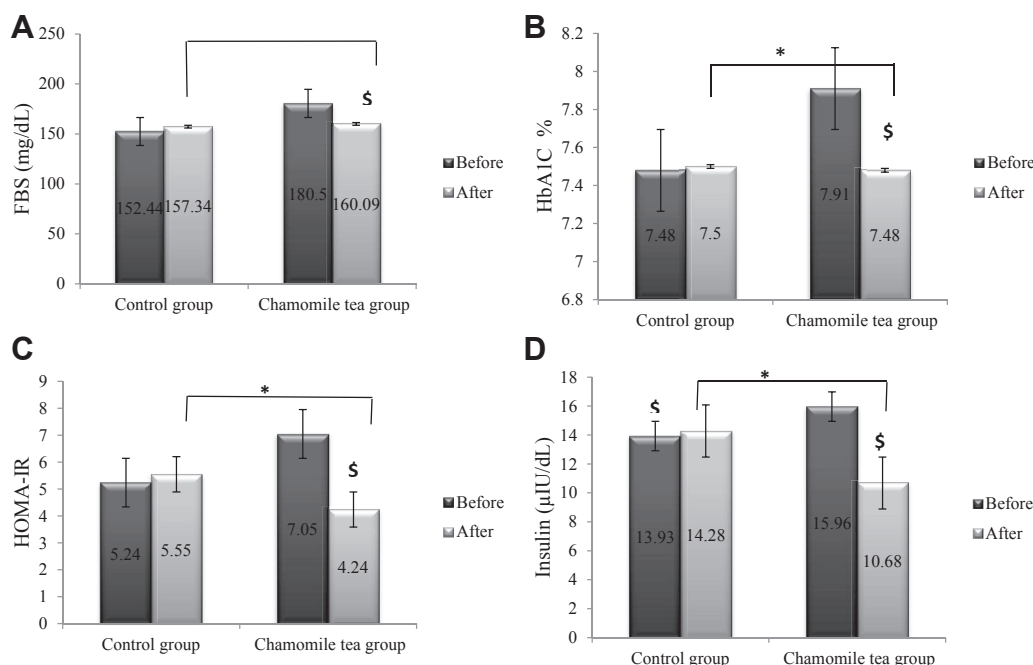 A
FBS (mg/dL)
250
200
150
100
50
0
$
152.44
157.34
180.5
160.09
Control group
Chamomile tea group
Before
After
B
HbA1C %
8.2
8
7.8
7.6
7.4
7.2
7
6.8
*
$
7.48
7.5
7.91
7.48
Control group
Chamomile tea group
Before
After
C
HOMA-IR
9
8
7
6
5
4
3
2
1
0
*
$
5.24
5.55
7.05
4.24
Control group
Chamomile tea group
Before
After
D
Insulin (µIU/dL)
18
16
14
12
10
8
6
4
2
0
*
$
$
13.93
14.28
15.96
10.68
Control group
Chamomile tea group
Before
After